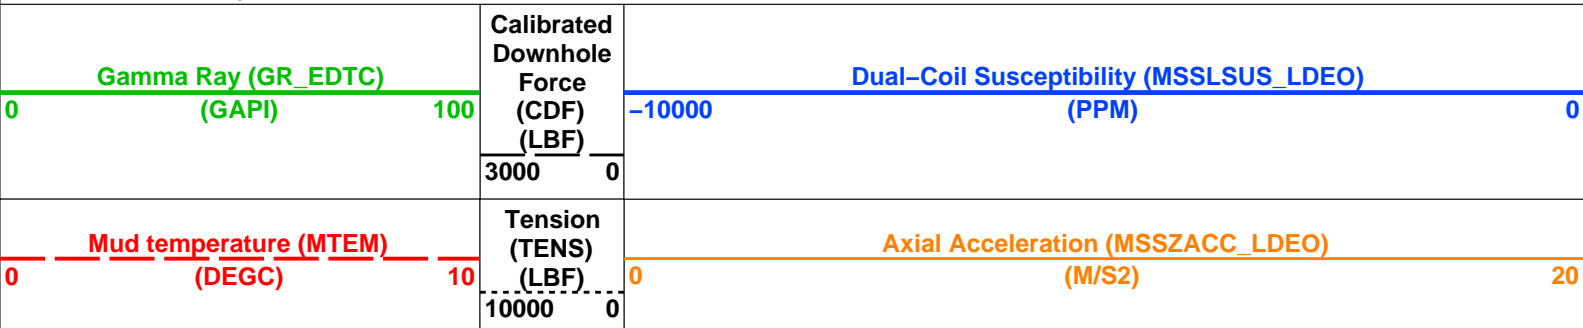 Gamma Ray (GR_EDTC)
0 (GAPI) 100
Calibrated
Downhole
Force
(CDF)
(LBF)
3000 0
Dual−Coil Susceptibility (MSSLSUS_LDEO)
−10000 (PPM) 0
Mud temperature (MTEM)
0 (DEGC) 10
Tension
(TENS)
(LBF)
10000 0
Axial Acceleration (MSSZACC_LDEO)
0 (M/S2) 20